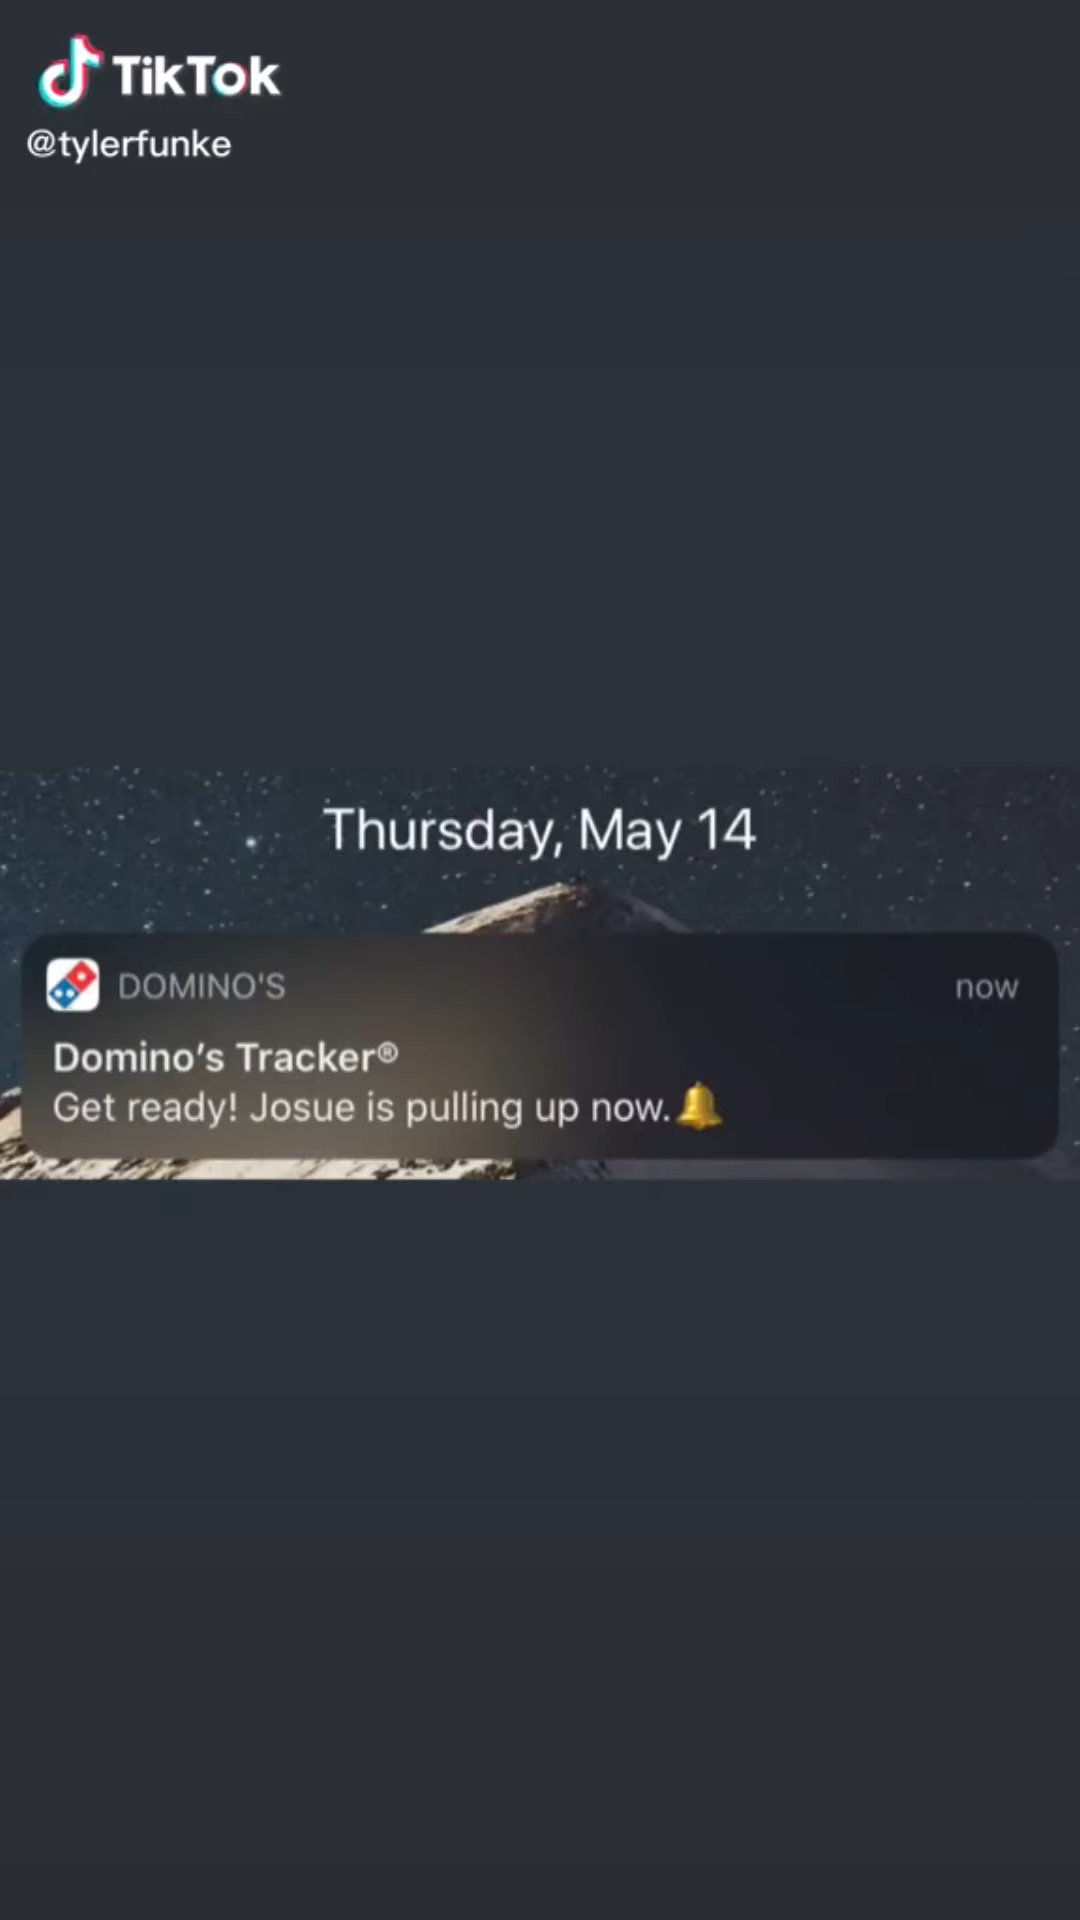 TikTok
@tylerfunke
Thursday, May 14
DOMINO'S
now
Domino’s Tracker®
Get ready! Josue is pulling up now.🔔